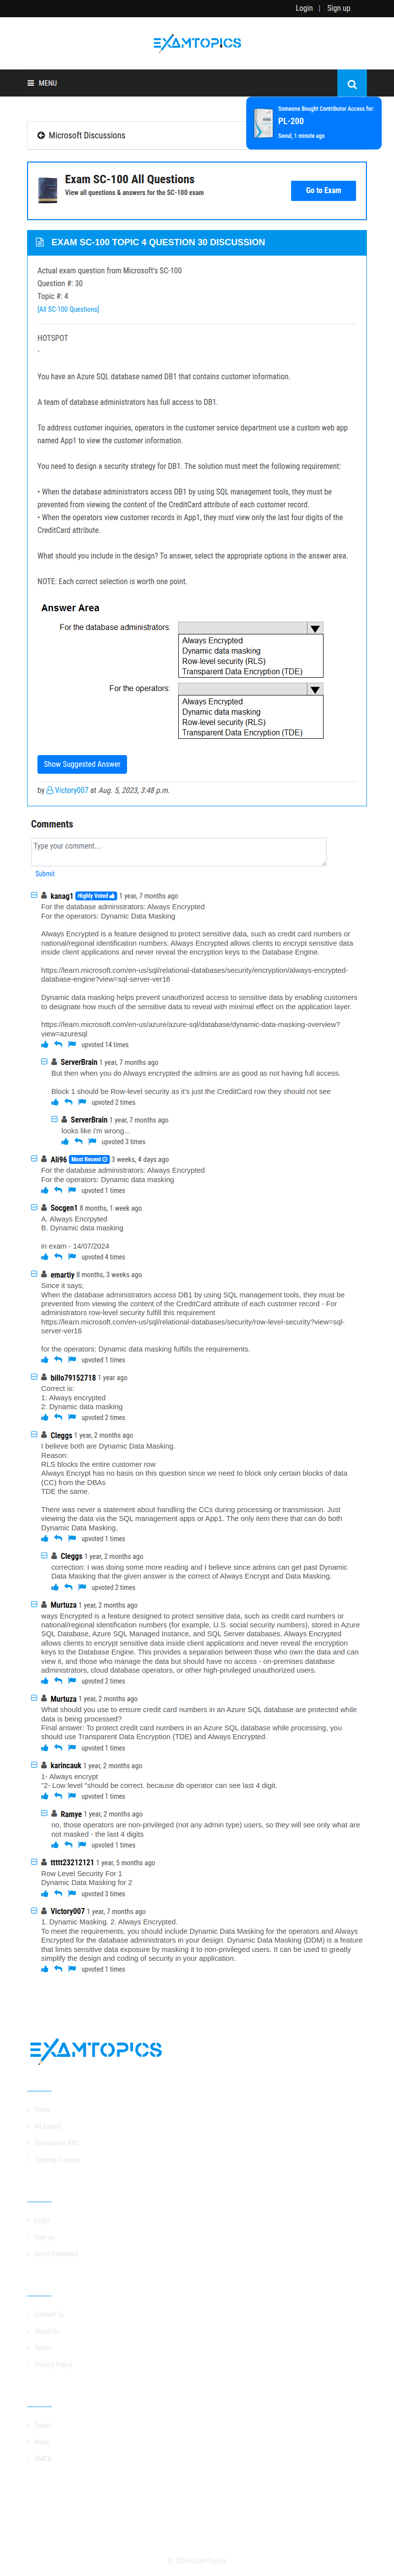 Login | Sign up
EXAMTOPICS
MENU
Someone Bought Contributor Access for:
PL-200
Seoul, 1 minute ago
Microsoft Discussions
Exam SC-100 All Questions
View all questions & answers for the SC-100 exam
Go to Exam
EXAM SC-100 TOPIC 4 QUESTION 30 DISCUSSION
Actual exam question from Microsoft's SC-100
Question #: 30
Topic #: 4
[All SC-100 Questions]
HOTSPOT
-
You have an Azure SQL database named DB1 that contains customer information.
A team of database administrators has full access to DB1.
To address customer inquiries, operators in the customer service department use a custom web app
named App1 to view the customer information.
You need to design a security strategy for DB1. The solution must meet the following requirement:
• When the database administrators access DB1 by using SQL management tools, they must be
prevented from viewing the content of the CreditCard attribute of each customer record.
• When the operators view customer records in App1, they must view only the last four digits of the
CreditCard attribute.
What should you include in the design? To answer, select the appropriate options in the answer area.
NOTE: Each correct selection is worth one point.
Answer Area
For the database administrators:
Always Encrypted
Dynamic data masking
Row-level security (RLS)
Transparent Data Encryption (TDE)
For the operators:
Always Encrypted
Dynamic data masking
Row-level security (RLS)
Transparent Data Encryption (TDE)
Show Suggested Answer
by Victory007 at Aug. 5, 2023, 3:48 p.m.
Comments
Type your comment...
Submit
kanag1 Highly Voted 1 year, 7 months ago
For the database administrators: Always Encrypted
For the operators: Dynamic Data Masking
Always Encrypted is a feature designed to protect sensitive data, such as credit card numbers or
national/regional identification numbers. Always Encrypted allows clients to encrypt sensitive data
inside client applications and never reveal the encryption keys to the Database Engine.
https://learn.microsoft.com/en-us/sql/relational-databases/security/encryption/always-encrypted-
database-engine?view=sql-server-ver16
Dynamic data masking helps prevent unauthorized access to sensitive data by enabling customers
to designate how much of the sensitive data to reveal with minimal effect on the application layer.
https://learn.microsoft.com/en-us/azure/azure-sql/database/dynamic-data-masking-overview?
view=azuresql
upvoted 14 times
ServerBrain 1 year, 7 months ago
But then when you do Always encrypted the admins are as good as not having full access.
Block 1 should be Row-level security as it's just the CreditCard row they should not see
upvoted 2 times
ServerBrain 1 year, 7 months ago
looks like i'm wrong...
upvoted 3 times
Ali96 Most Recent 3 weeks, 4 days ago
For the database administrators: Always Encrypted
For the operators: Dynamic data masking
upvoted 1 times
Socgen1 8 months, 1 week ago
A. Always Encrpyted
B. Dynamic data masking
in exam - 14/07/2024
upvoted 4 times
emartiy 8 months, 3 weeks ago
Since it says;
When the database administrators access DB1 by using SQL management tools, they must be
prevented from viewing the content of the CreditCard attribute of each customer record - For
administrators row-level security fulfill this requirement
https://learn.microsoft.com/en-us/sql/relational-databases/security/row-level-security?view=sql-
server-ver16
for the operators: Dynamic data masking fulfills the requirements.
upvoted 1 times
billo79152718 1 year ago
Correct is:
1: Always encrypted
2: Dynamic data masking
upvoted 2 times
Cleggs 1 year, 2 months ago
I believe both are Dynamic Data Masking.
Reason:
RLS blocks the entire customer row
Always Encrypt has no basis on this question since we need to block only certain blocks of data
(CC) from the DBAs
TDE the same.
There was never a statement about handling the CCs during processing or transmission. Just
viewing the data via the SQL management apps or App1. The only item there that can do both
Dynamic Data Masking.
upvoted 1 times
Cleggs 1 year, 2 months ago
correction: I was doing some more reading and I believe since admins can get past Dynamic
Data Masking that the given answer is the correct of Always Encrypt and Data Masking.
upvoted 2 times
Murtuza 1 year, 2 months ago
ways Encrypted is a feature designed to protect sensitive data, such as credit card numbers or
national/regional identification numbers (for example, U.S. social security numbers), stored in Azure
SQL Database, Azure SQL Managed Instance, and SQL Server databases. Always Encrypted
allows clients to encrypt sensitive data inside client applications and never reveal the encryption
keys to the Database Engine. This provides a separation between those who own the data and can
view it, and those who manage the data but should have no access - on-premises database
administrators, cloud database operators, or other high-privileged unauthorized users.
upvoted 2 times
Murtuza 1 year, 2 months ago
What should you use to ensure credit card numbers in an Azure SQL database are protected while
data is being processed?
Final answer: To protect credit card numbers in an Azure SQL database while processing, you
should use Transparent Data Encryption (TDE) and Always Encrypted.
upvoted 1 times
karincauk 1 year, 2 months ago
1- Always encrypt
"2- Low level "should be correct. because db operator can see last 4 digit.
upvoted 1 times
Ramye 1 year, 2 months ago
no, those operators are non-privileged (not any admin type) users, so they will see only what are
not masked - the last 4 digits
upvoted 1 times
ttttt23212121 1 year, 5 months ago
Row Level Security For 1
Dynamic Data Masking for 2
upvoted 3 times
Victory007 1 year, 7 months ago
1. Dynamic Masking. 2. Always Encrypted.
To meet the requirements, you should include Dynamic Data Masking for the operators and Always
Encrypted for the database administrators in your design. Dynamic Data Masking (DDM) is a feature
that limits sensitive data exposure by masking it to non-privileged users. It can be used to greatly
simplify the design and coding of security in your application.
upvoted 1 times
EXAMTOPICS
Home
All Exams
Examtopics PRO
Training Courses
Login
Sign up
Reset Password
Contact Us
About Us
Terms
Privacy Policy
Forum
News
DMCA
© 2024 ExamTopics